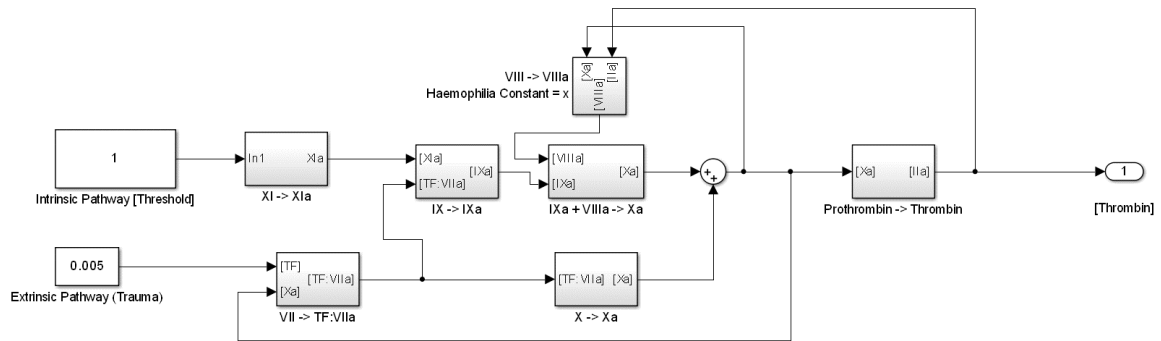 [Xa]
[IIa]
[VIIIa]
VIII -> VIIIa
Haemophilia Constant = x
1
Intrinsic Pathway [Threshold]
In1
XIa
XI -> XIa
[XIa]
[TF:VIIa]
[IXa]
IX -> IXa
[VIIIa]
[IXa]
[Xa]
IXa + VIIIa -> Xa
+
+
[Xa]
[IIa]
Prothrombin -> Thrombin
1
[Thrombin]
0.005
Extrinsic Pathway (Trauma)
[TF]
[Xa]
[TF:VIIa]
VII -> TF:VIIa
[TF:VIIa]
[Xa]
X -> Xa